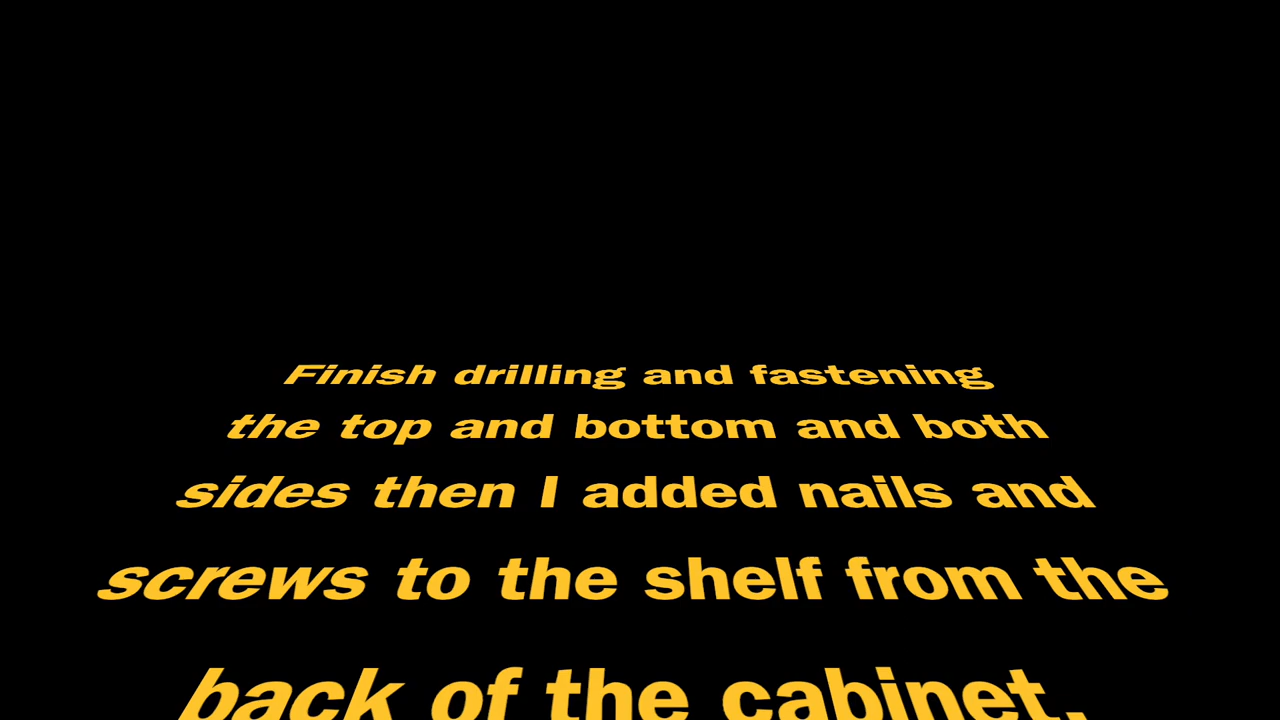 Finish drilling and fastening
the top and bottom and both
sides then I added nails and
screws to the shelf from the
back of the cabinet.